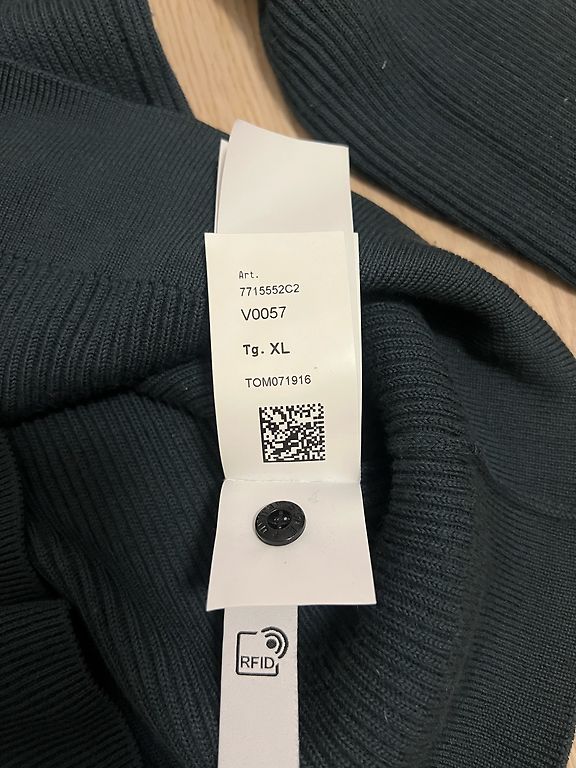 Art.
7715552C2
V0057
Tg. XL
TOM071916
RFID